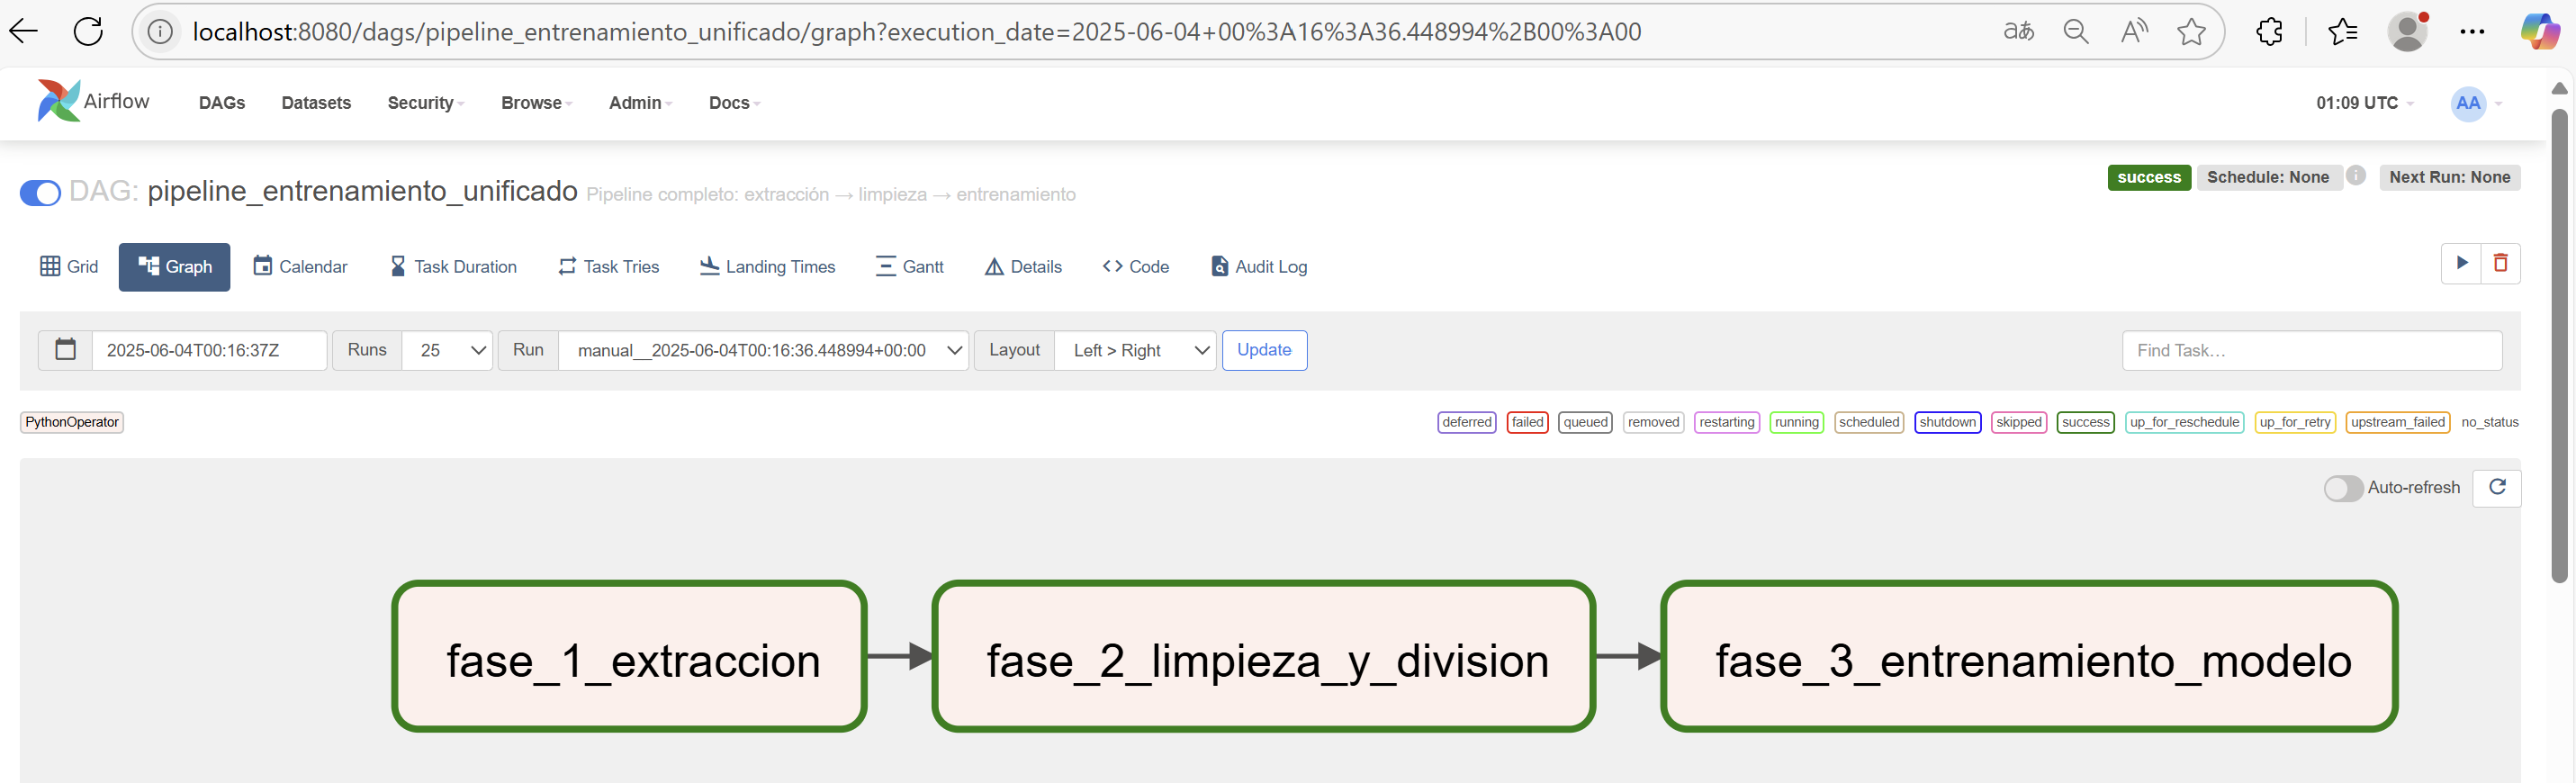 localhost:8080/dags/pipeline_entrenamiento_unificado/graph?execution_date=2025-06-04+00%3A16%3A36.448994%2B00%3A00
Airflow DAGs Datasets Security Browse Admin Docs 01:09 UTC AA
DAG: pipeline_entrenamiento_unificado Pipeline completo: extracción → limpieza → entrenamiento
success Schedule: None Next Run: None
Grid Graph Calendar Task Duration Task Tries Landing Times Gantt Details Code Audit Log
2025-06-04T00:16:37Z Runs 25 Run manual__2025-06-04T00:16:36.448994+00:00 Layout Left > Right Update Find Task...
PythonOperator deferred failed queued removed restarting running scheduled shutdown skipped success up_for_reschedule up_for_retry upstream_failed no_status
Auto-refresh
fase_1_extraccion fase_2_limpieza_y_division fase_3_entrenamiento_modelo